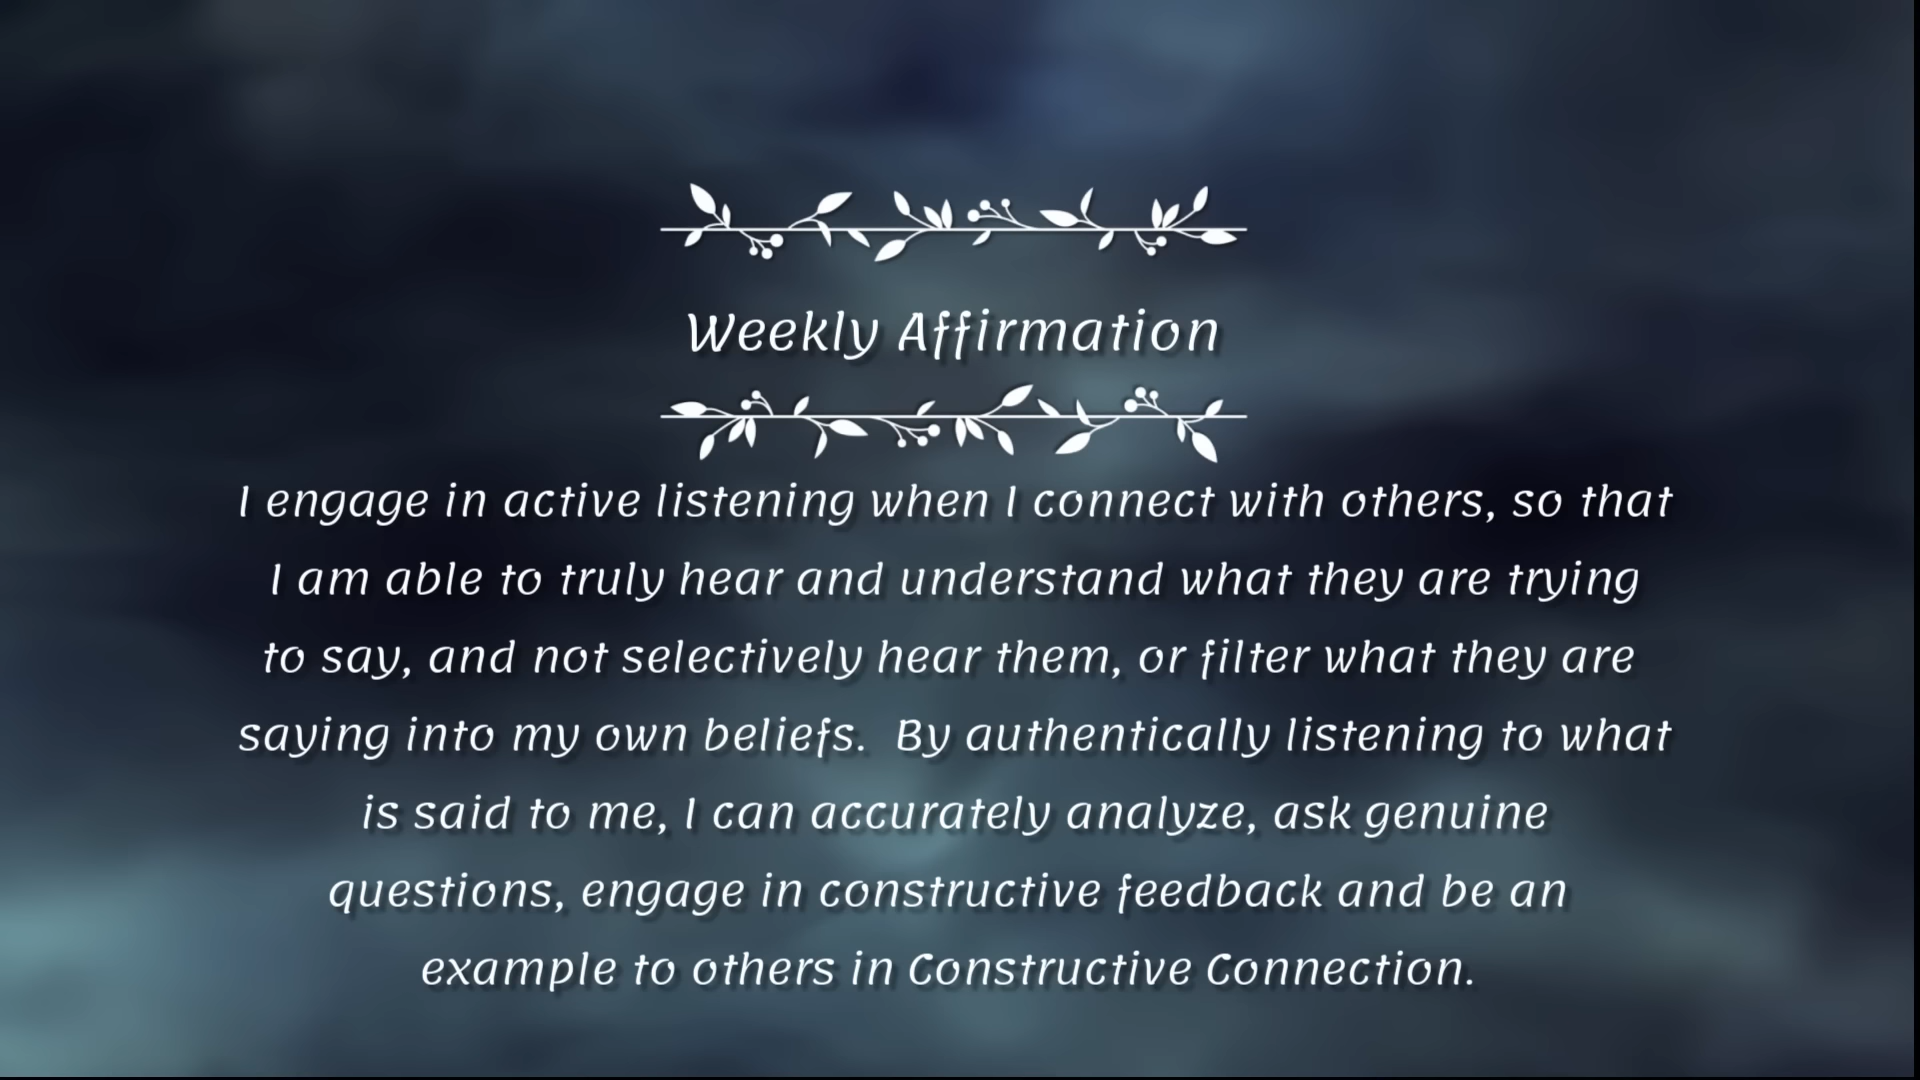 Weekly Affirmation
I engage in active listening when I connect with others, so that
I am able to truly hear and understand what they are trying
to say, and not selectively hear them, or filter what they are
saying into my own beliefs.  By authentically listening to what
is said to me, I can accurately analyze, ask genuine
questions, engage in constructive feedback and be an
example to others in Constructive Connection.